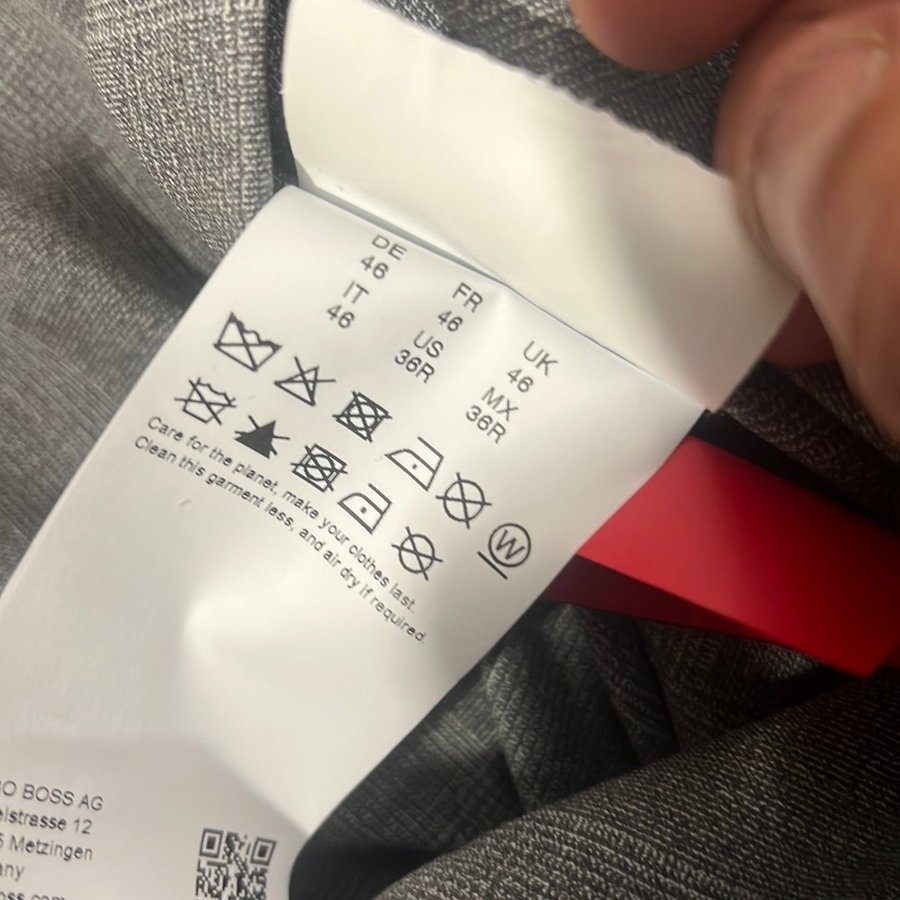 DE FR UK
46 46 46
IT US MX
46 36R 36R
W
Care for the planet, make your clothes last.
Clean this garment less, and air dry if required.
BOSS AG
12
Metzingen